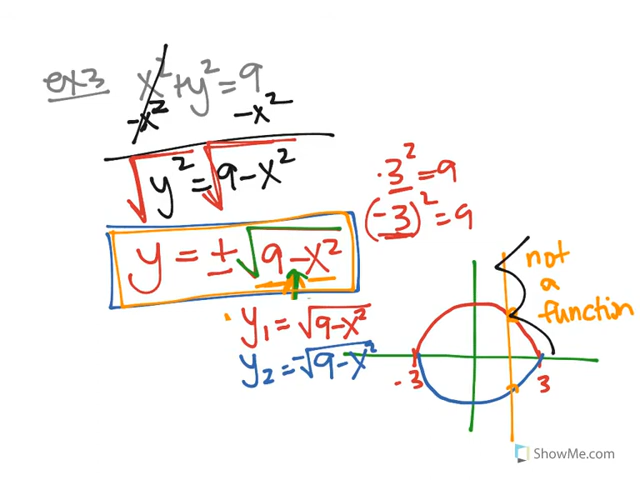 ex3 x²+y²=9
-x² -x²
√y² = √9-x²
y = ± √9-x²
·3²=9
(-3)²=9
y₁ = √9-x²
y₂ = -√9-x²
not
a
function
-3 3
ShowMe.com